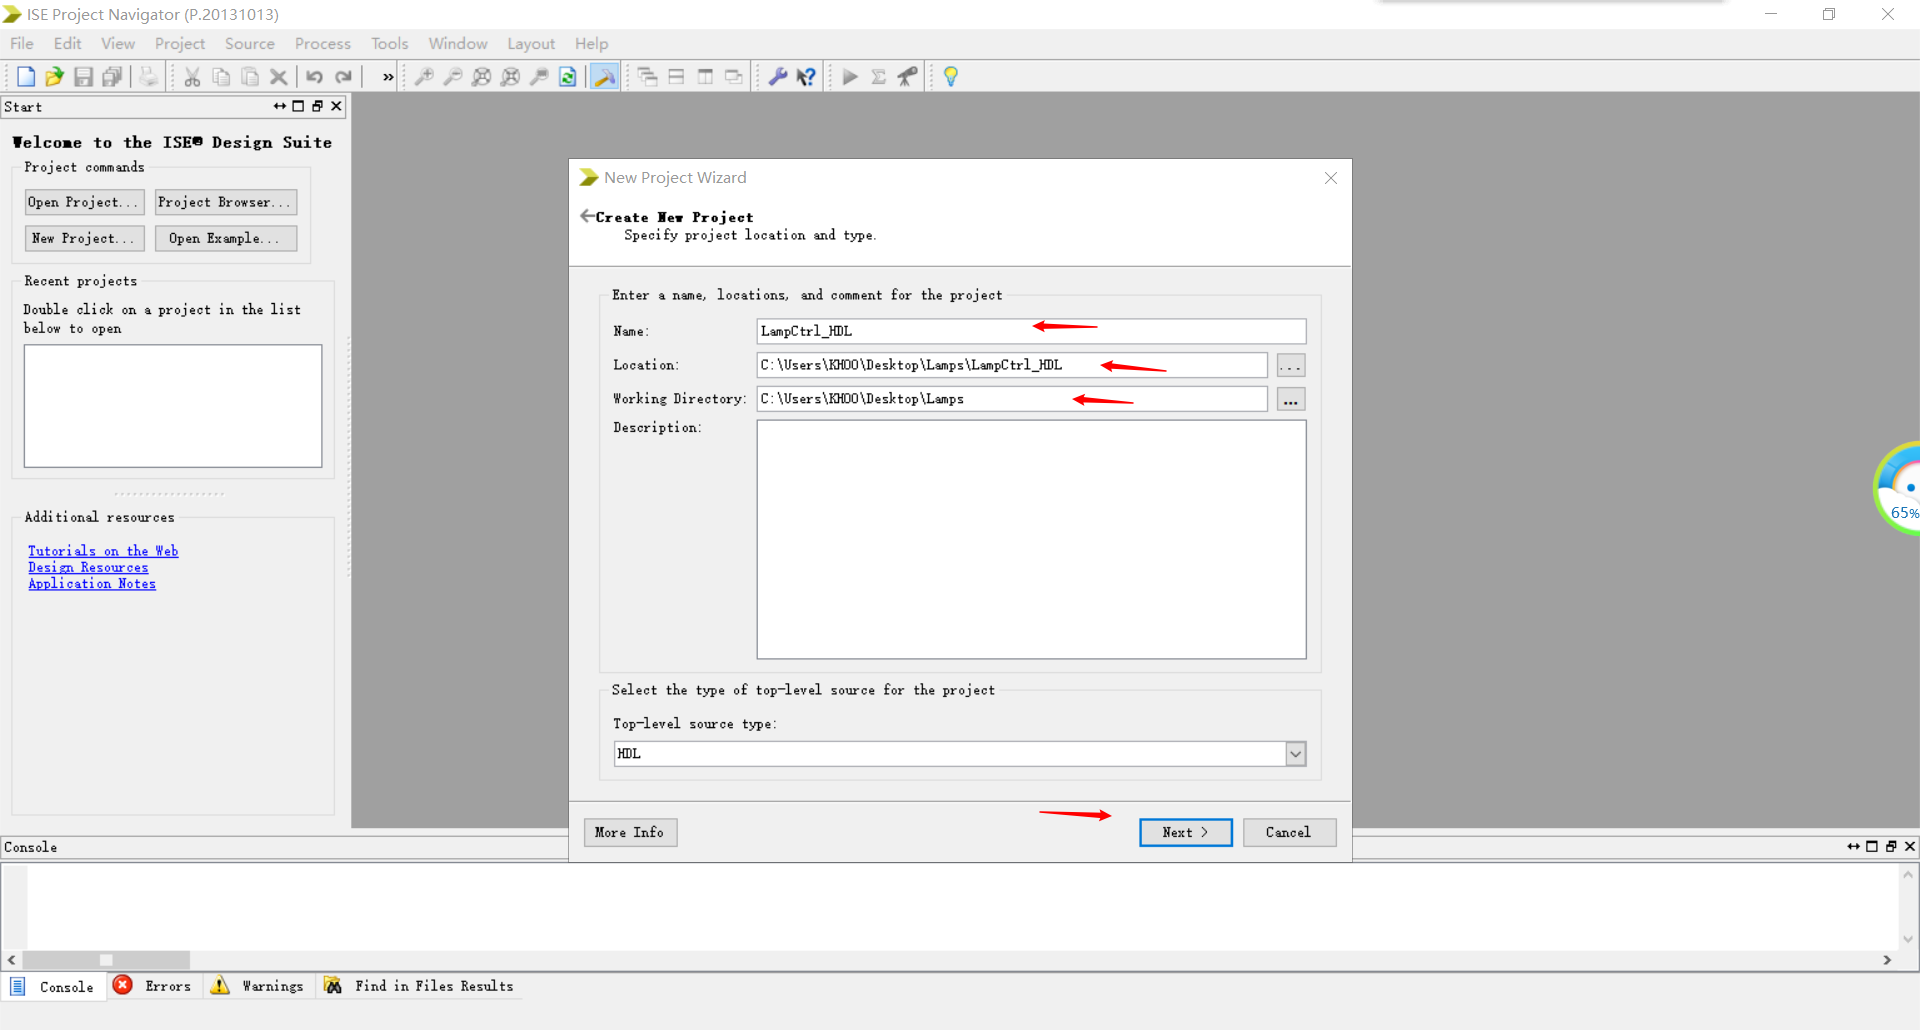 ISE Project Navigator (P.20131013)
File Edit View Project Source Process Tools Window Layout Help
»
Start
Welcome to the ISE® Design Suite
Project commands
Open Project... Project Browser...
New Project... Open Example...
Recent projects
Double click on a project in the list
below to open
Additional resources
Tutorials on the Web
Design Resources
Application Notes
New Project Wizard
Create New Project
Specify project location and type.
Enter a name, locations, and comment for the project
Name: LampCtrl_HDL
Location: C:\Users\KHOO\Desktop\Lamps\LampCtrl_HDL ...
Working Directory: C:\Users\KHOO\Desktop\Lamps ...
Description:
Select the type of top-level source for the project
Top-level source type:
HDL
More Info Next > Cancel
65%
Console
Console Errors Warnings Find in Files Results